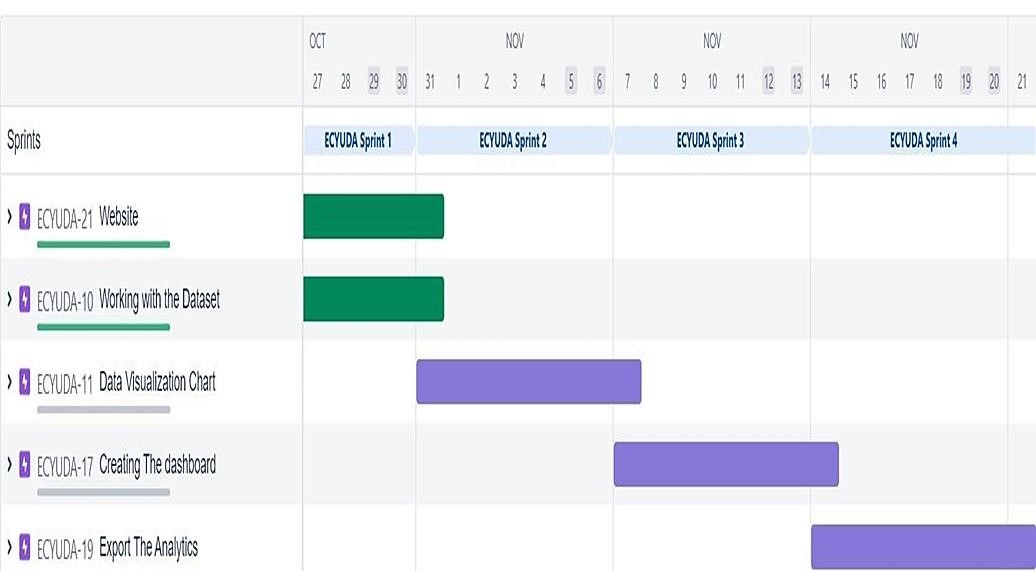 OCT NOV NOV NOV
27 28 29 30 31 1 2 3 4 5 6 7 8 9 10 11 12 13 14 15 16 17 18 19 20 21
Sprints ECYUDA Sprint 1 ECYUDA Sprint 2 ECYUDA Sprint 3 ECYUDA Sprint 4
ECYUDA-21 Website
ECYUDA-10 Working with the Dataset
ECYUDA-11 Data Visualization Chart
ECYUDA-17 Creating The dashboard
ECYUDA-19 Export The Analytics